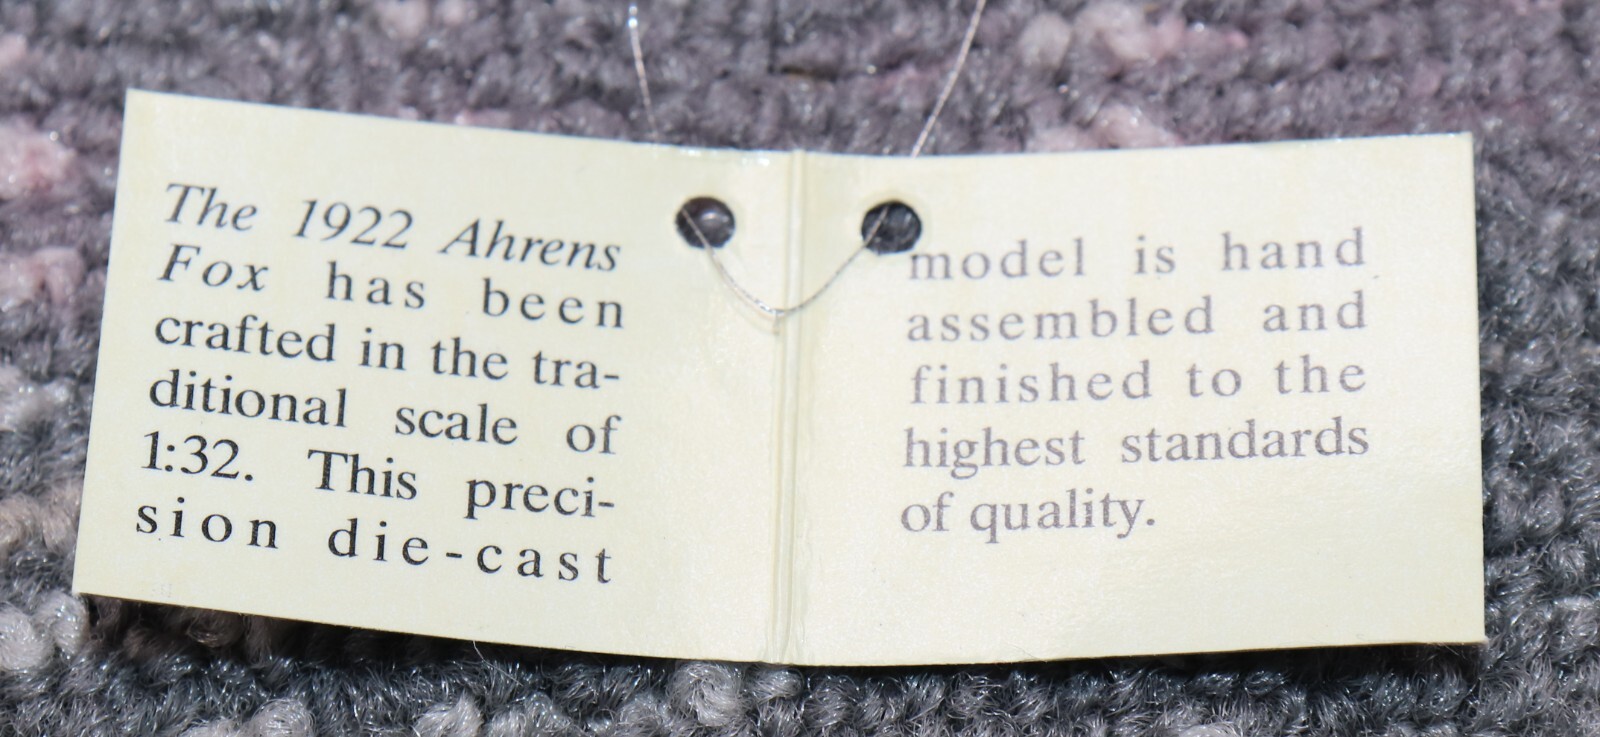 The 1922 Ahrens
Fox has been
crafted in the tra-
ditional scale of
1:32. This preci-
sion die-cast
model is hand
assembled and
finished to the
highest standards
of quality.